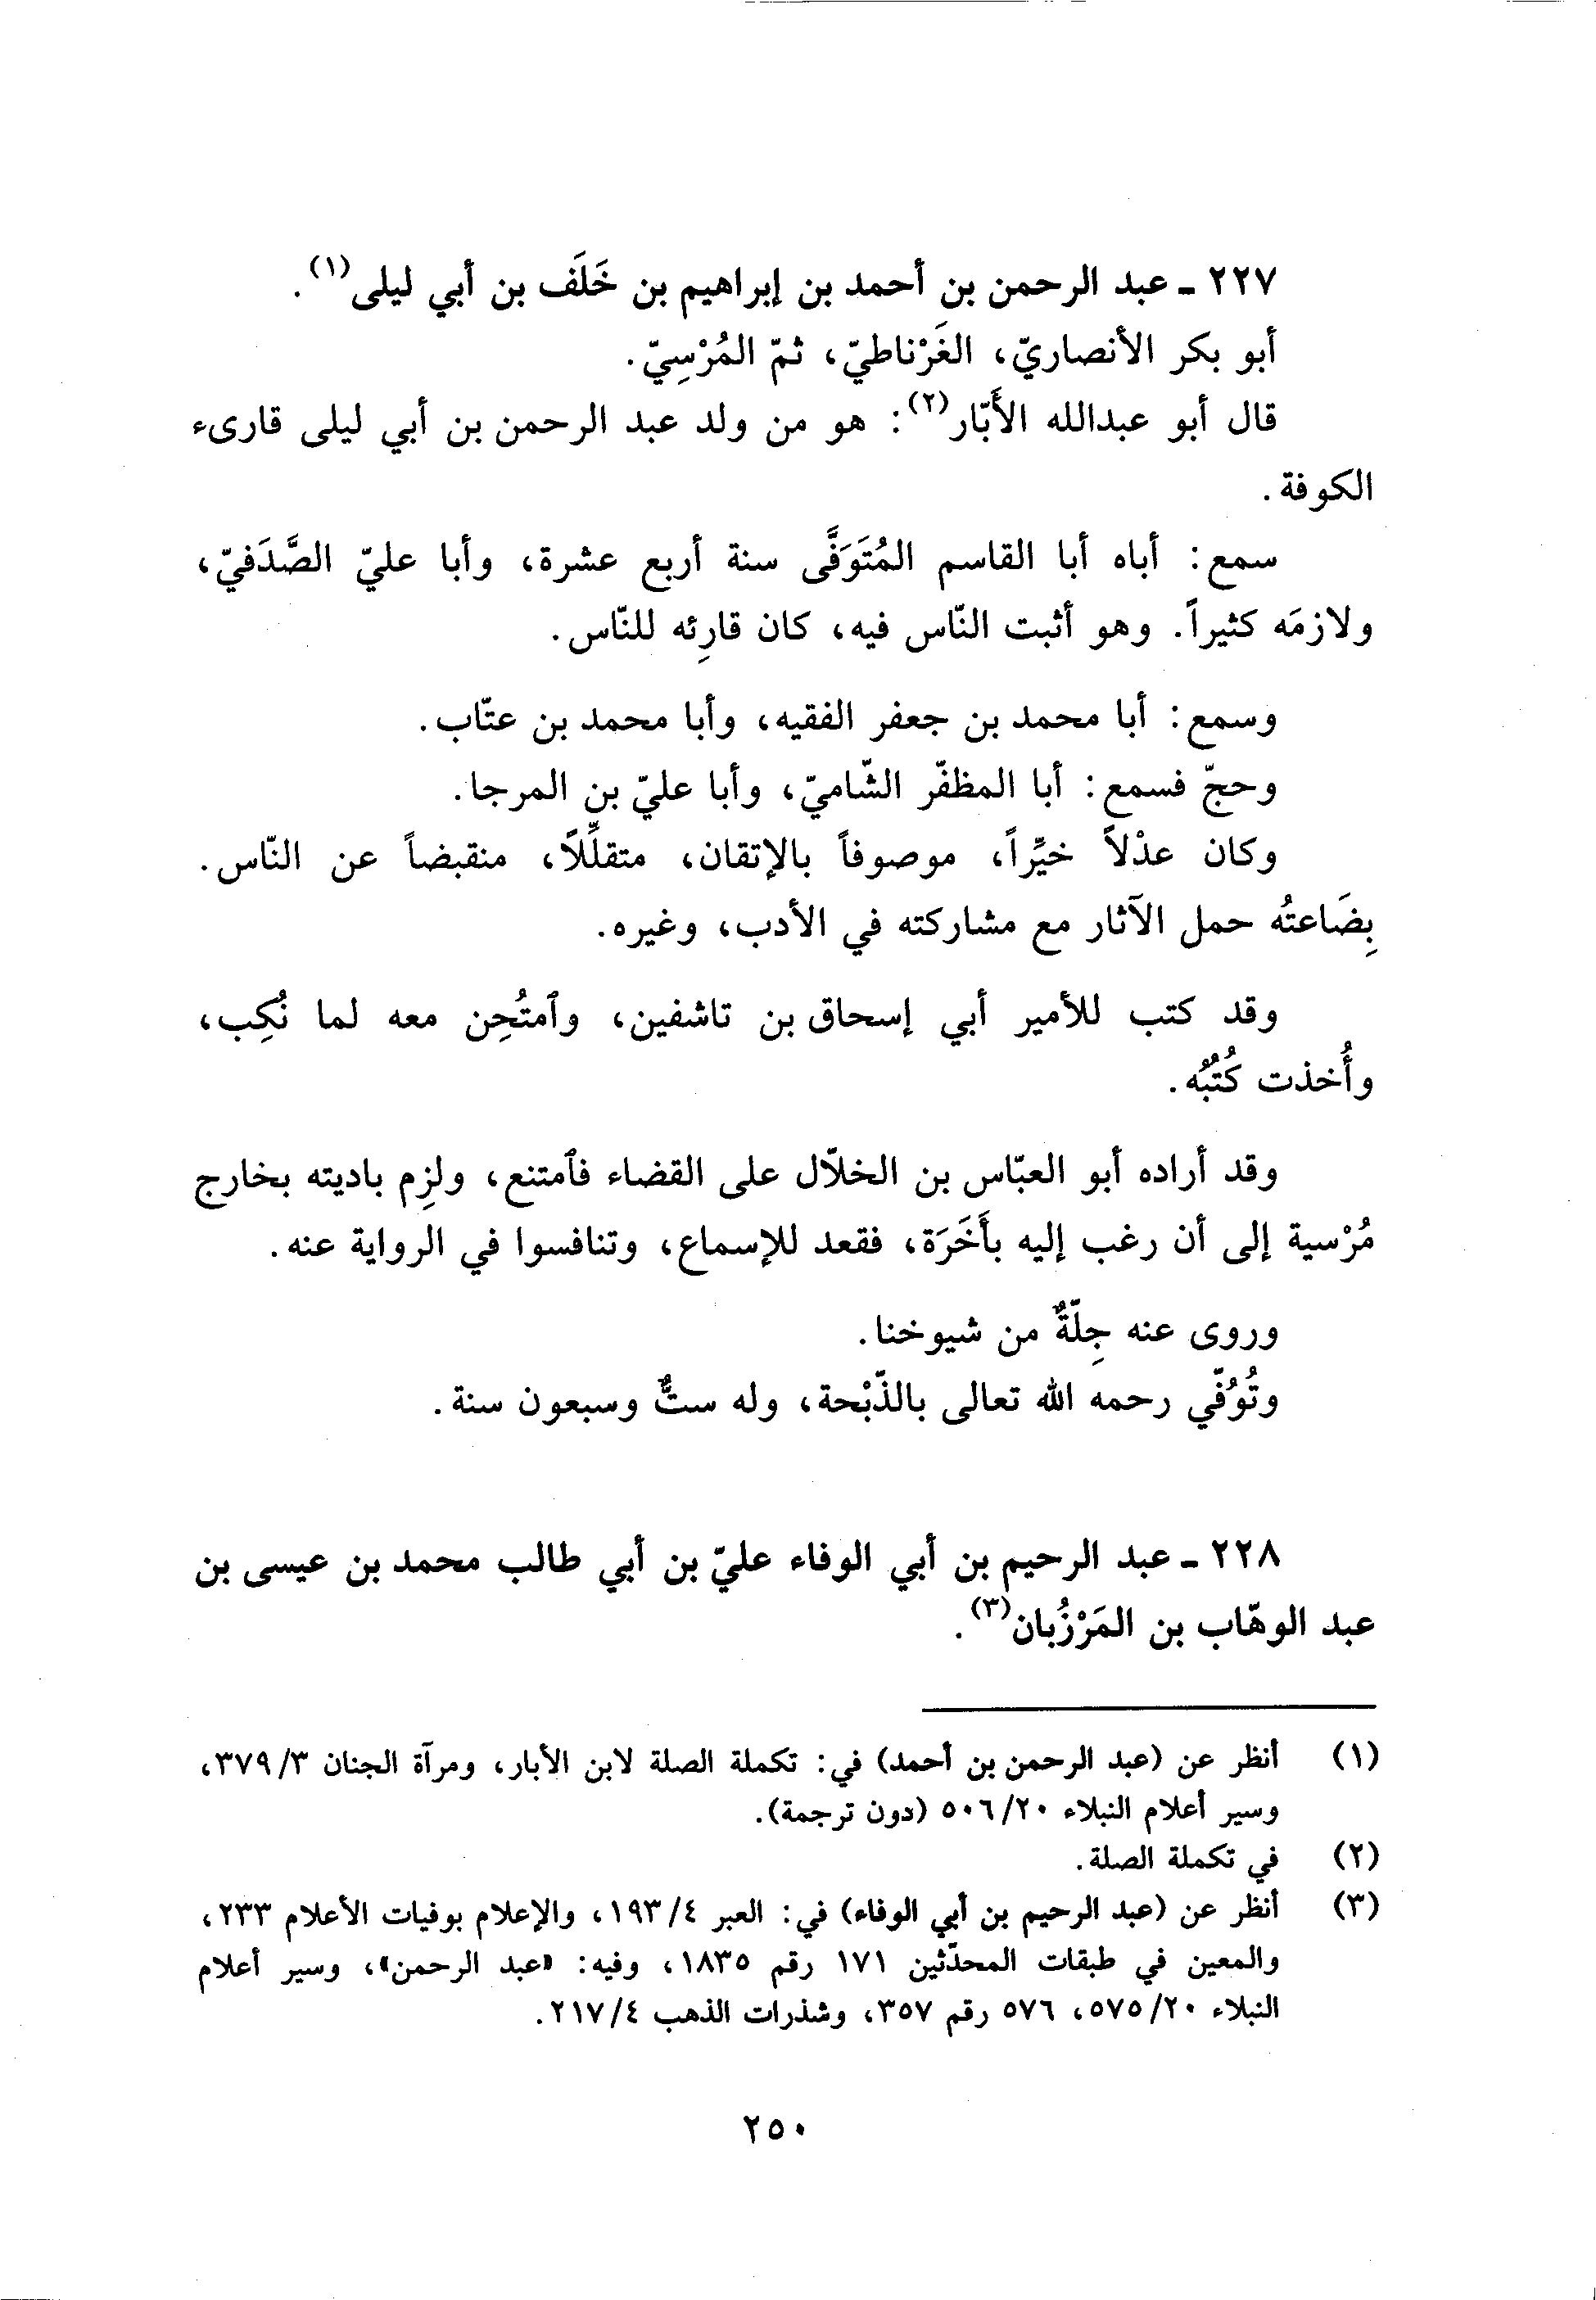 ٢٢٧ ـ عبد الرحمن بن أحمد بن إبراهيم بن خَلَف بن أبي ليلى(١).
أبو بكر الأنصاريّ، الغَرْناطيّ، ثمّ المُرْسِيّ.
قال أبو عبدالله الأَبّار(٢): هو من ولد عبد الرحمن بن أبي ليلى قارىء
الكوفة.
سمع: أباه أبا القاسم المُتَوَفَّى سنة أربع عشرة، وأبا عليّ الصَّدَفيّ،
ولازمَه كثيراً. وهو أثبت النّاس فيه، كان قارِئه للنّاس.
وسمع: أبا محمد بن جعفر الفقيه، وأبا محمد بن عتّاب.
وحجّ فسمع: أبا المظفّر الشّاميّ، وأبا عليّ بن المرجا.
وكان عدْلاً خيِّراً، موصوفاً بالإتقان، متقلِّلاً، منقبضاً عن النّاس.
بِضَاعتُه حمل الآثار مع مشاركته في الأدب، وغيره.
وقد كتب للأمير أبي إسحاق بن تاشفين، وٱمتُحِن معه لما نُكِب،
وأُخذت كُتُبُه.
وقد أراده أبو العبّاس بن الخلاّل على القضاء فٱمتنع، ولزِم باديته بخارج
مُرْسية إلى أن رغب إليه بأَخَرَة، فقعد للإسماع، وتنافسوا في الرواية عنه.
وروى عنه جِلّةٌ من شيوخنا.
وتُوُفّي رحمه الله تعالى بالذّبْحة، وله ستٌّ وسبعون سنة.
٢٢٨ ـ عبد الرحيم بن أبي الوفاء عليّ بن أبي طالب محمد بن عيسى بن
عبد الوهّاب بن المَرْزُبان(٣).
(١) أنظر عن (عبد الرحمن بن أحمد) في: تكملة الصلة لابن الأبار، ومرآة الجنان ٣/‏٣٧٩،
وسير أعلام النبلاء ٢٠/‏٥٠٦ (دون ترجمة).
(٢) في تكملة الصلة.
(٣) أنظر عن (عبد الرحيم بن أبي الوفاء) في: العبر ٤/‏١٩٣، والإعلام بوفيات الأعلام ٢٣٣،
والمعين في طبقات المحدّثين ١٧١ رقم ١٨٣٥، وفيه: «عبد الرحمن»، وسير أعلام
النبلاء ٢٠/‏٥٧٥، ٥٧٦ رقم ٣٥٧، وشذرات الذهب ٤/‏٢١٧.
٢٥٠